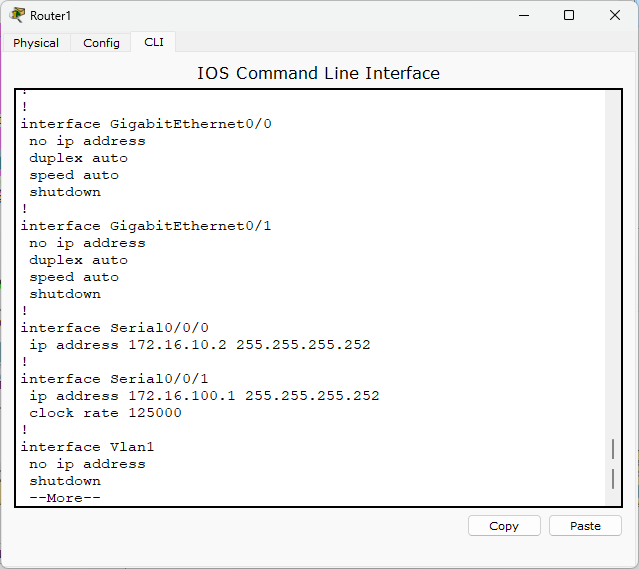 Router1
Physical Config CLI
IOS Command Line Interface
!
!
interface GigabitEthernet0/0
 no ip address
 duplex auto
 speed auto
 shutdown
!
interface GigabitEthernet0/1
 no ip address
 duplex auto
 speed auto
 shutdown
!
interface Serial0/0/0
 ip address 172.16.10.2 255.255.255.252
!
interface Serial0/0/1
 ip address 172.16.100.1 255.255.255.252
 clock rate 125000
!
interface Vlan1
 no ip address
 shutdown
 --More--
Copy Paste